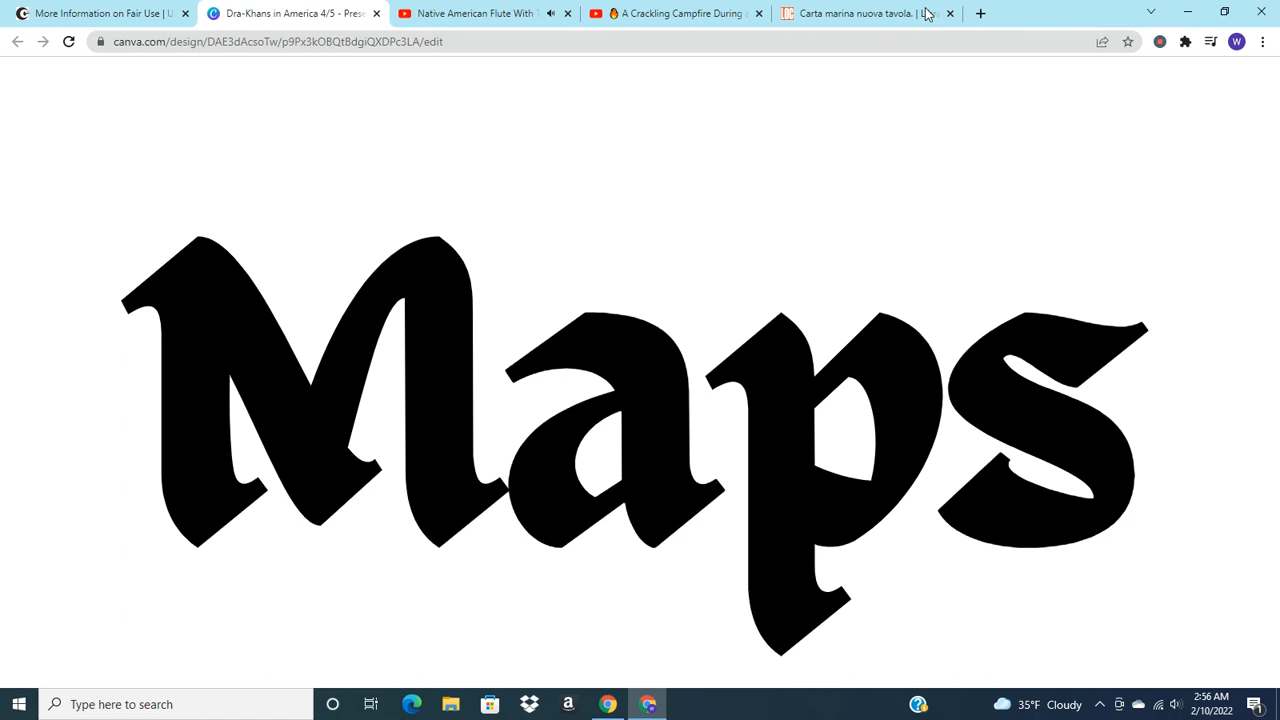 More Information on Fair Use | U
Dra-Khans in America 4/5 - Prese
Native American Flute With T
A Crackling Campfire During A
Carta marina nuova tavola. |
canva.com/design/DAE3dAcsoTw/p9Px3kOBQtBdgiQXDPc3LA/edit
W
Maps
Type here to search
35°F Cloudy
2:56 AM
2/10/2022
1